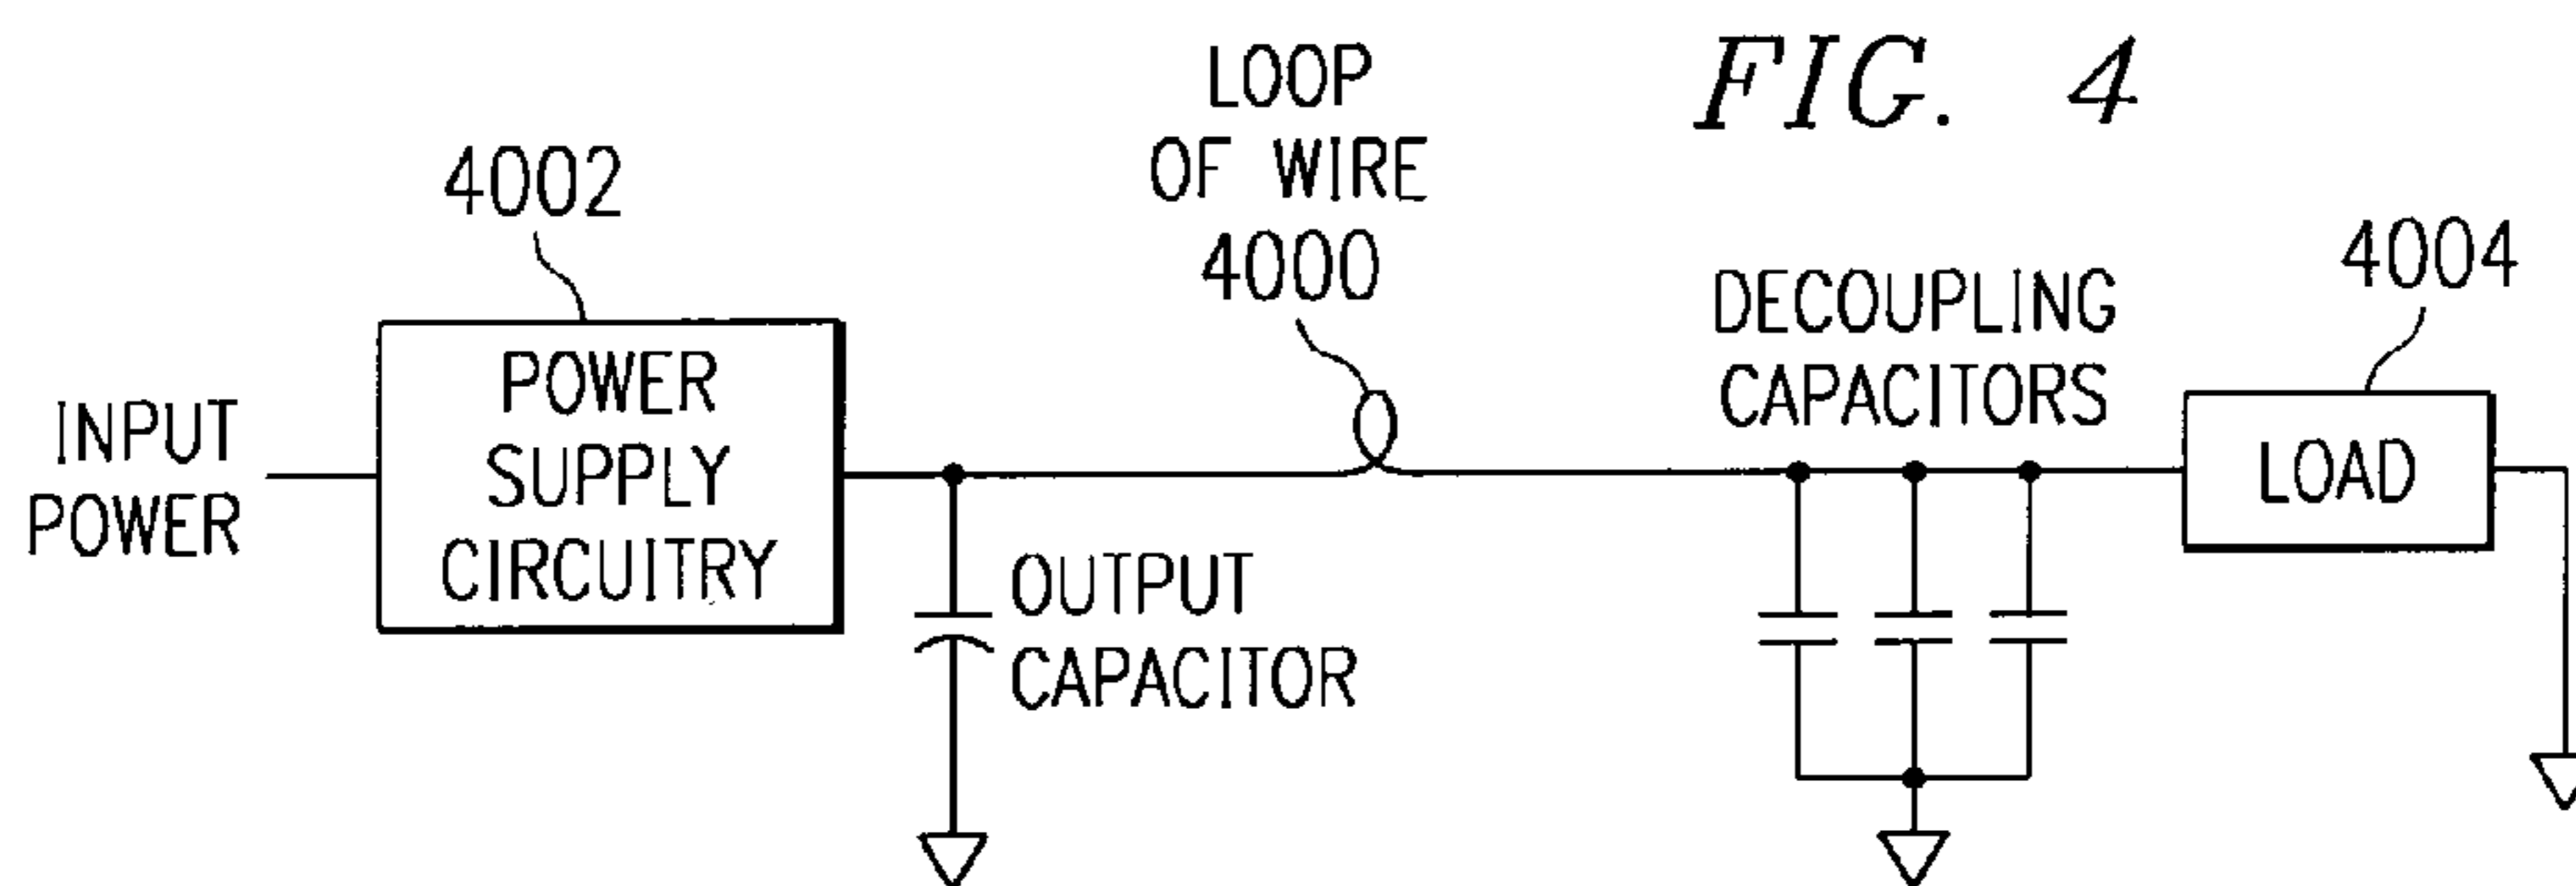 FIG. 4
LOOP
OF WIRE
4000
4002
4004
INPUT
POWER
POWER
SUPPLY
CIRCUITRY
OUTPUT
CAPACITOR
DECOUPLING
CAPACITORS
LOAD